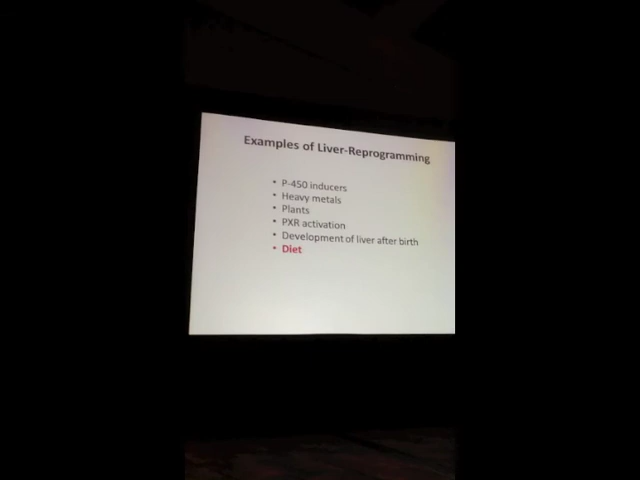 Examples of Liver-Reprogramming
• P-450 inducers
• Heavy metals
• Plants
• PXR activation
• Development of liver after birth
• Diet